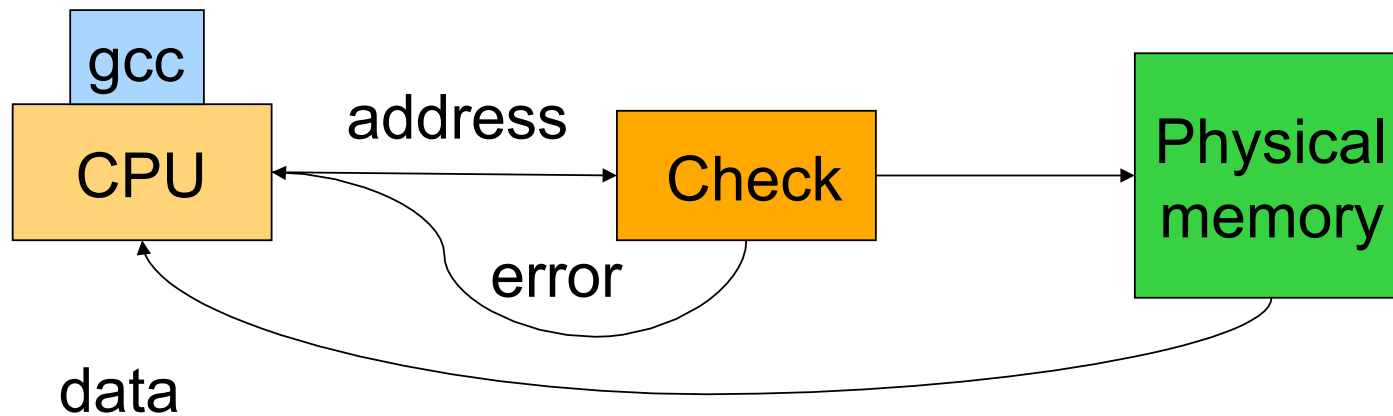 gcc
CPU
address
Check
Physical
memory
error
data